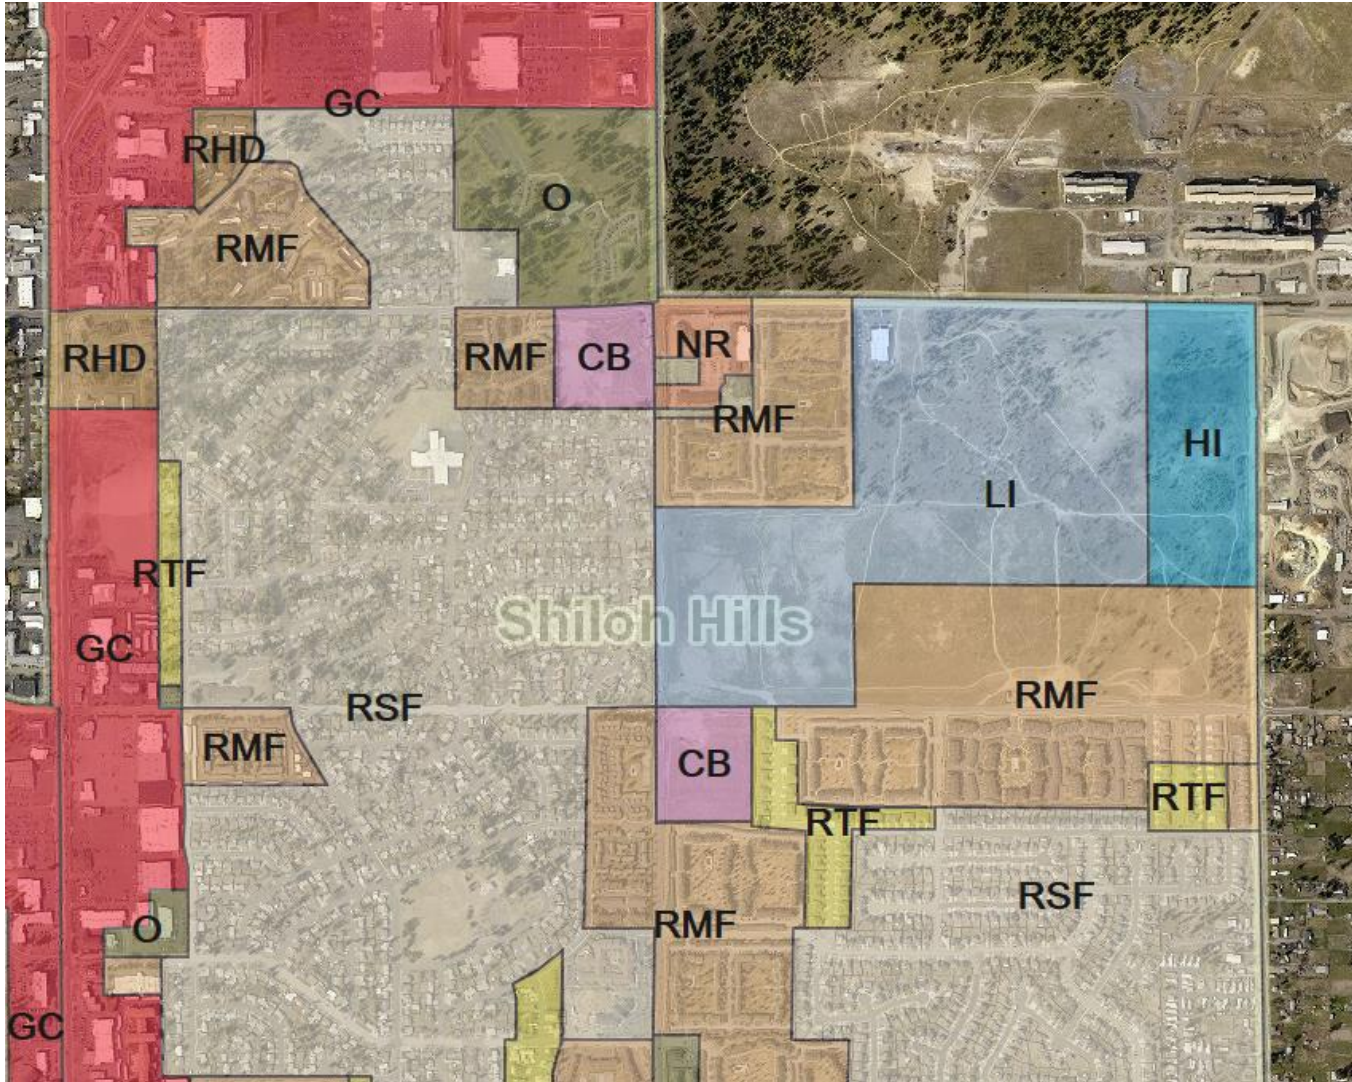 GC
RHD
O
RMF
RHD
RMF
CB
NR
RMF
HI
LI
RTF
Shiloh Hills
GC
RSF
RMF
RMF
CB
RTF
RTF
RSF
O
RMF
GC